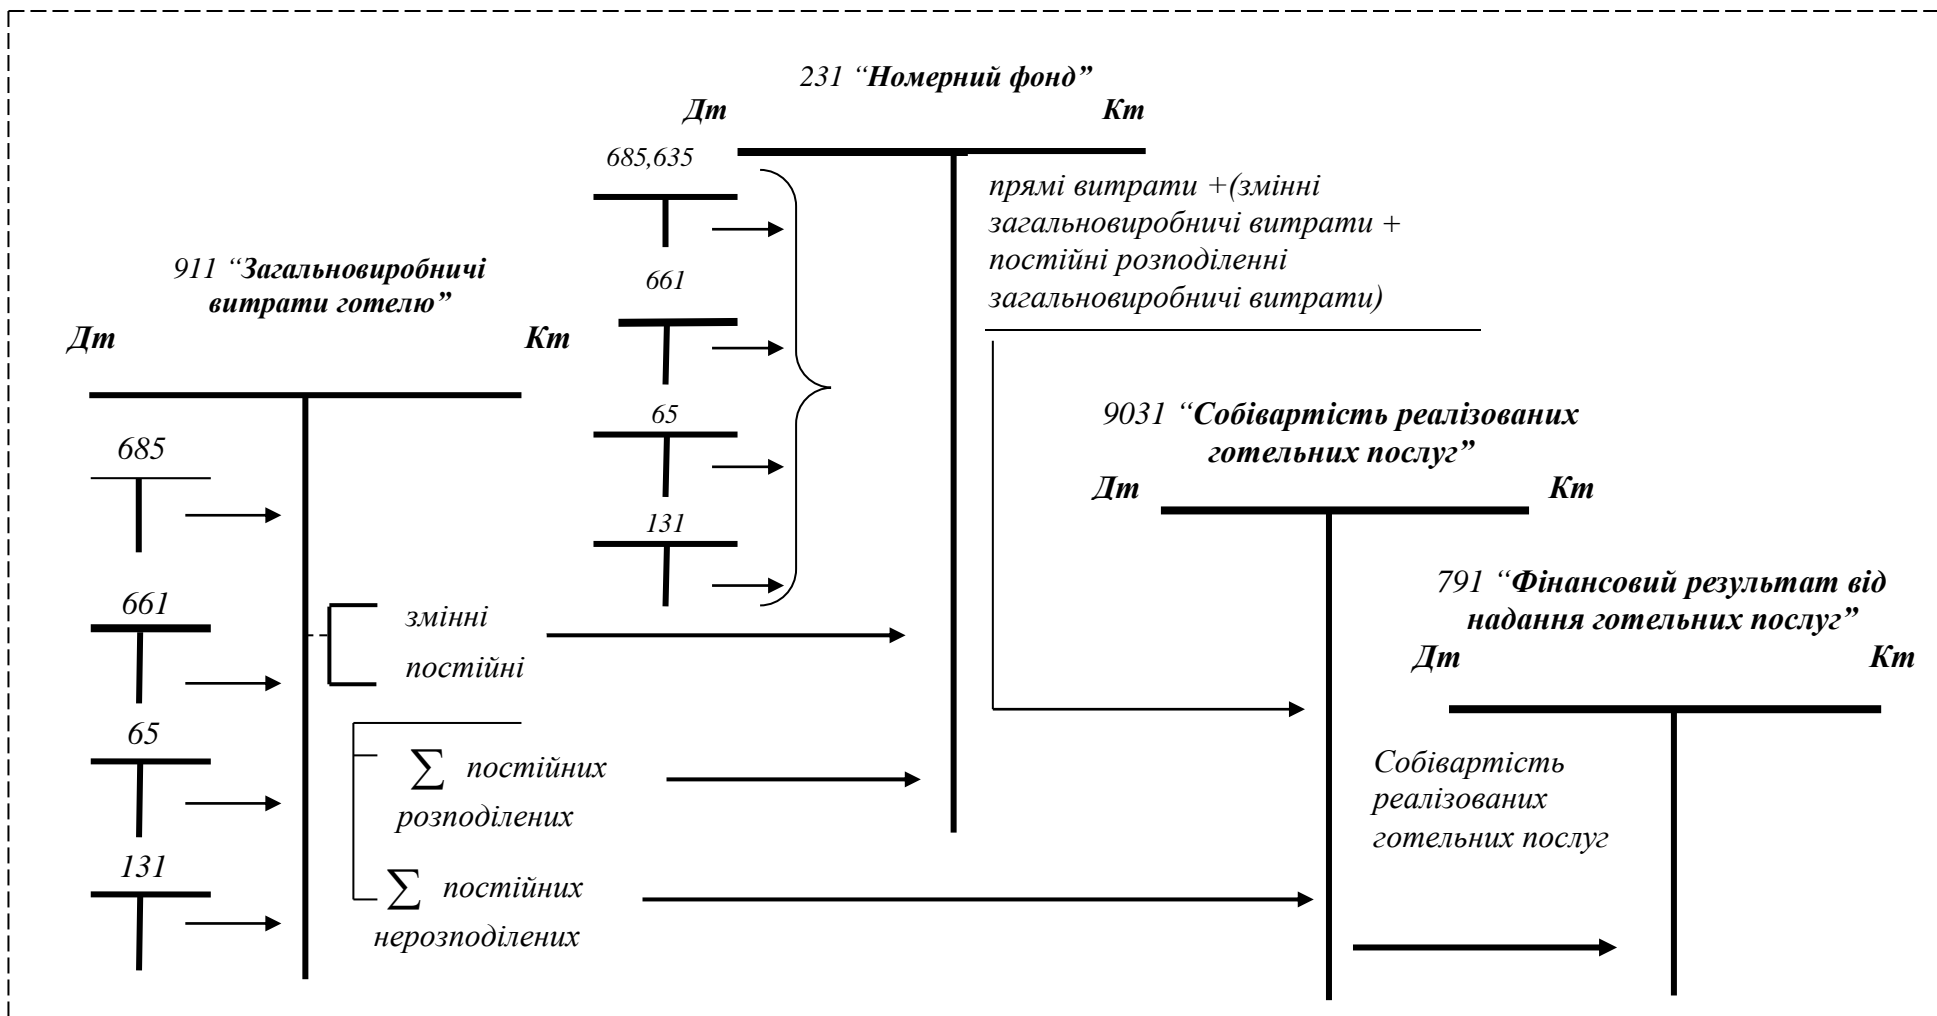 231 “Номерний фонд”
Дт Кт
685,635
прямі витрати +(змінні
загальновиробничі витрати +
постійні розподіленні
загальновиробничі витрати)
911 “Загальновиробничі
витрати готелю”
Дт Кт
661
65
131
9031 “Собівартість реалізованих
готельних послуг”
Дт Кт
685
661
65
131
змінні
постійні
∑ постійних
розподілених
∑ постійних
нерозподілених
791 “Фінансовий результат від
надання готельних послуг”
Дт Кт
Собівартість
реалізованих
готельних послуг